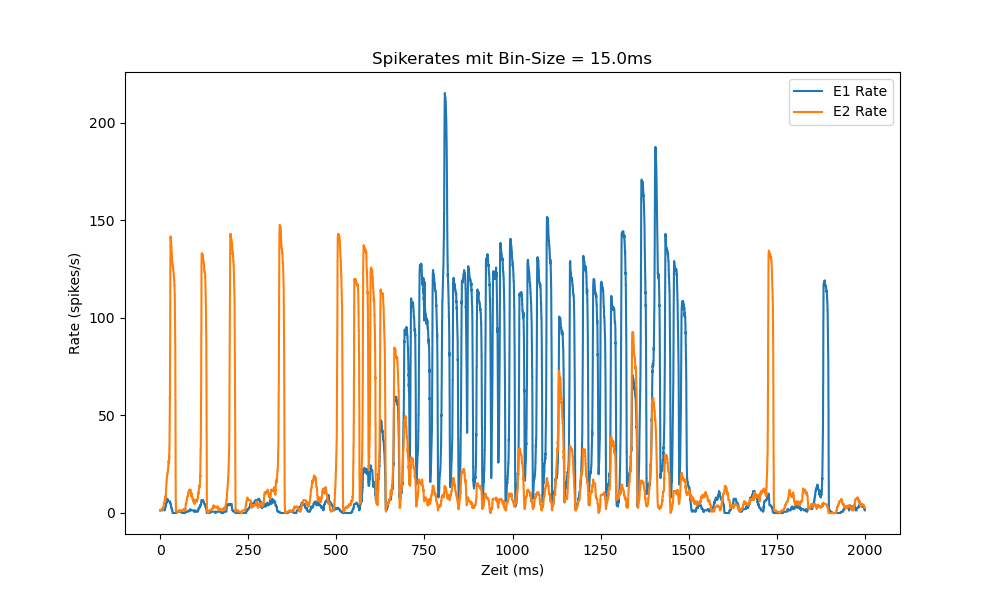 Spikerates mit Bin-Size = 15.0ms
E1 Rate
E2 Rate
Rate (spikes/s)
200
150
100
50
0
0 250 500 750 1000 1250 1500 1750 2000
Zeit (ms)